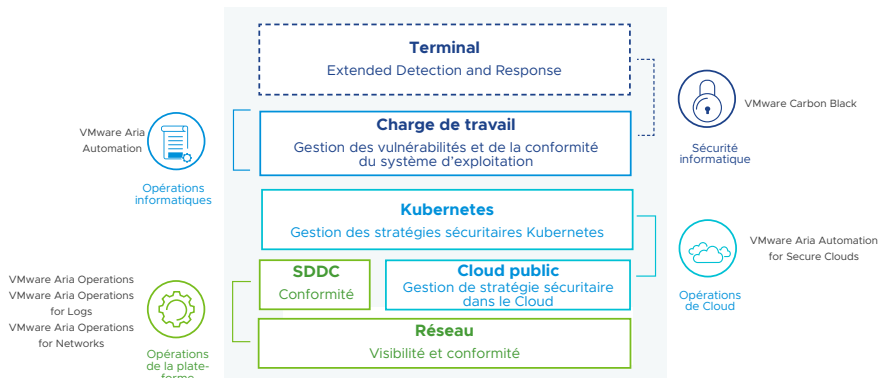 Terminal
Extended Detection and Response
VMware Carbon Black
Sécurité
informatique
VMware Aria
Automation
Opérations
informatiques
Charge de travail
Gestion des vulnérabilités et de la conformité
du système d'exploitation
Kubernetes
Gestion des stratégies sécuritaires Kubernetes
VMware Aria Automation
for Secure Clouds
Opérations
de Cloud
SDDC
Conformité
Cloud public
Gestion de stratégie sécuritaire
dans le Cloud
VMware Aria Operations
VMware Aria Operations
for Logs
VMware Aria Operations
for Networks
Opérations
de la plate-
forme
Réseau
Visibilité et conformité